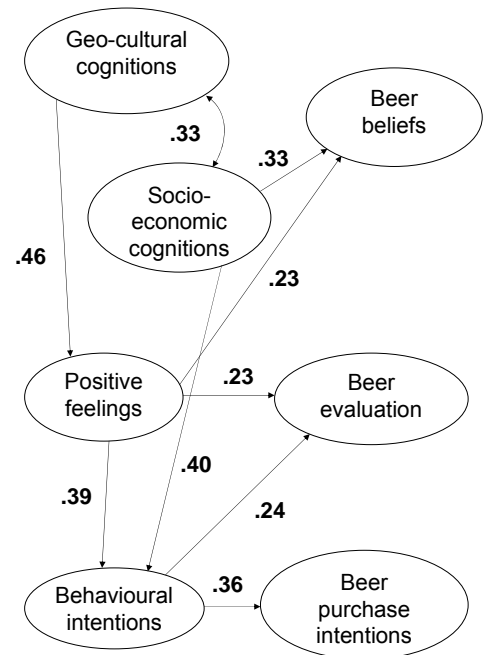 Geo-cultural
cognitions
Beer
beliefs
.33
.33
Socio-
economic
cognitions
.46
.23
Positive
feelings
.23
Beer
evaluation
.40
.39
.24
Behavioural
intentions
.36
Beer
purchase
intentions